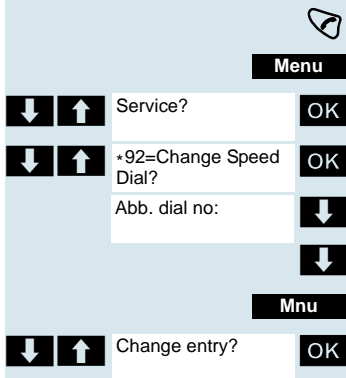 Menu
Service? OK
*92=Change Speed OK
Dial?
Abb. dial no:
Mnu
Change entry? OK